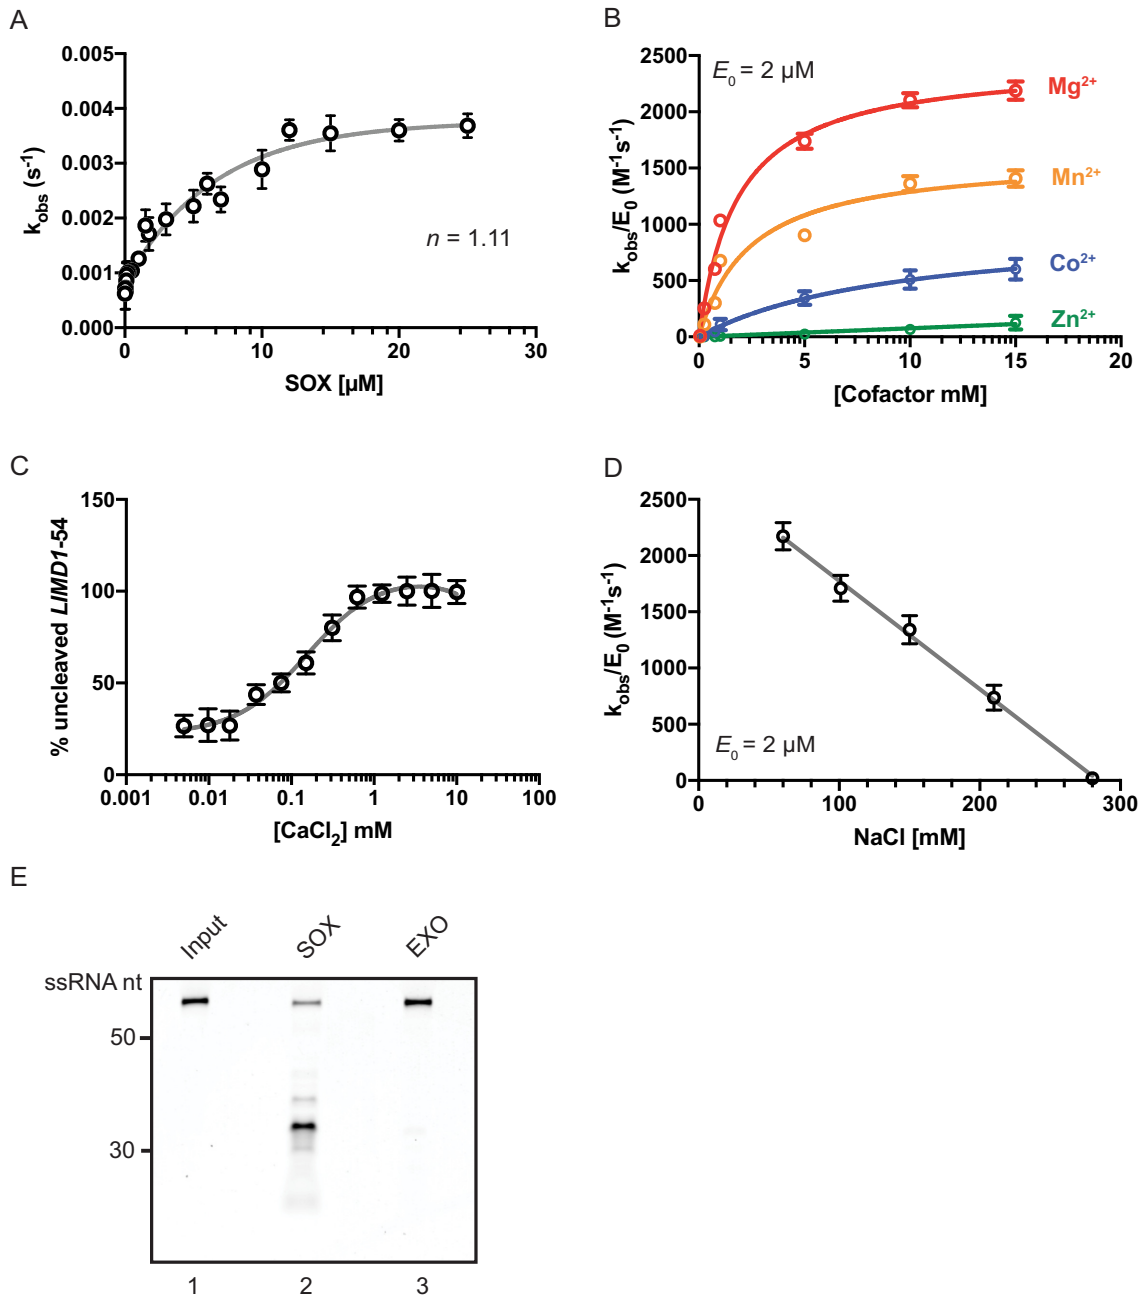 A
0.005
0.004
0.003
0.002
0.001
0.000
k_obs (s⁻¹)
n = 1.11
0
10
20
30
SOX [µM]
B
2500
2000
1500
1000
500
0
k_obs/E₀ (M⁻¹s⁻¹)
E₀ = 2 µM
Mg²⁺
Mn²⁺
Co²⁺
Zn²⁺
0
5
10
15
20
[Cofactor mM]
C
150
100
50
0
% uncleaved LIMD1-54
0.001
0.01
0.1
1
10
100
[CaCl₂] mM
D
2500
2000
1500
1000
500
0
k_obs/E₀ (M⁻¹s⁻¹)
E₀ = 2 µM
0
100
200
300
NaCl [mM]
E
Input
SOX
EXO
ssRNA nt
50
30
1
2
3